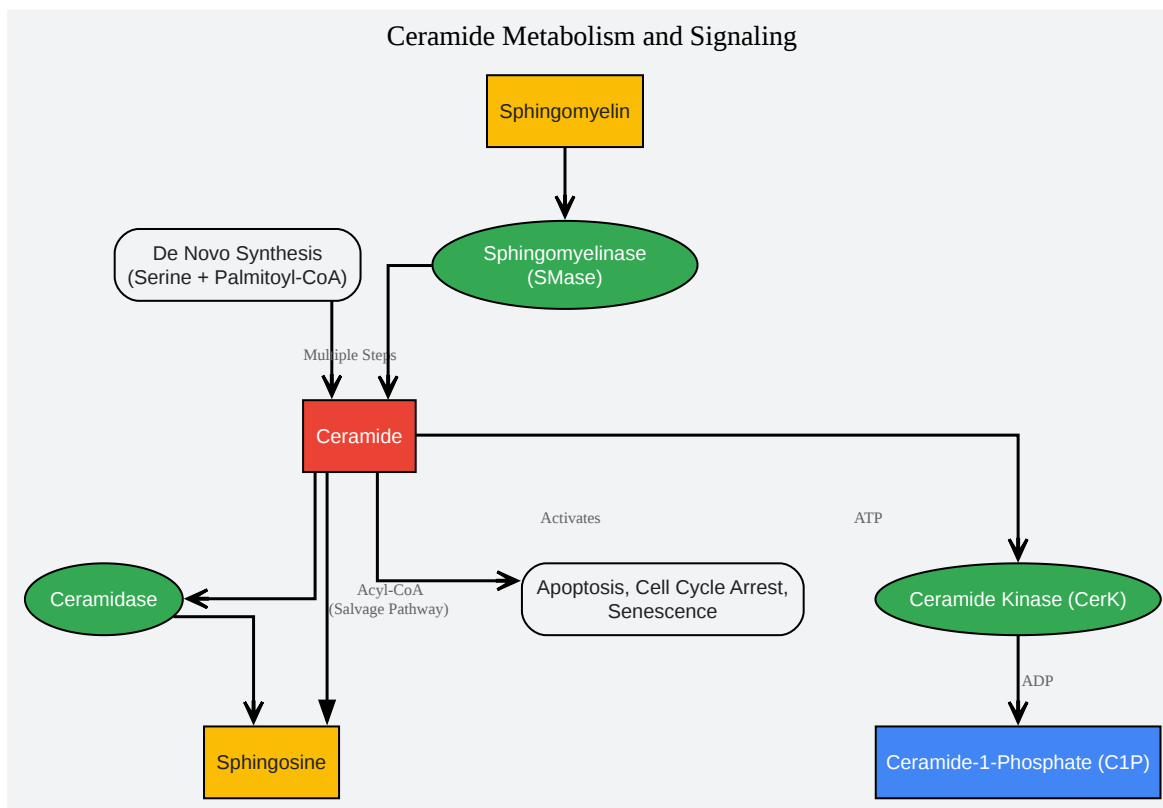 Ceramide Metabolism and Signaling
Sphingomyelin
De Novo Synthesis
(Serine + Palmitoyl-CoA)
Sphingomyelinase
(SMase)
Multiple Steps
Ceramide
Activates
ATP
Ceramidase
Acyl-CoA
(Salvage Pathway)
Apoptosis, Cell Cycle Arrest,
Senescence
Ceramide Kinase (CerK)
ADP
Sphingosine
Ceramide-1-Phosphate (C1P)